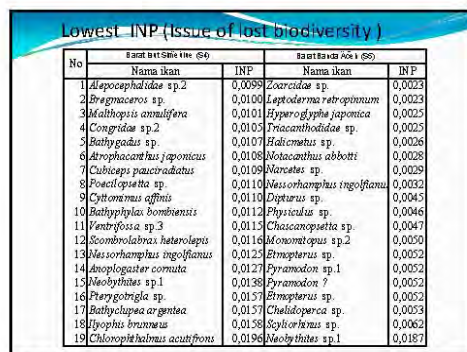 Lowest INP (Issue of lost biodiversity )
No Barat laut Simeulue (S4) Barat Banda Aceh (S5)
Nama ikan INP Nama ikan INP
1 Alepocephalidae sp.2 0,0099 Zoarcidae sp. 0,0023
2 Bregmaceros sp. 0,0100 Leptoderma retropinnum 0,0023
3 Malthopsis annulifera 0,0101 Hyperoglyphe japonica 0,0025
4 Congridae sp.2 0,0105 Triacanthodidae sp. 0,0025
5 Bathygadus sp. 0,0107 Halicmetus sp. 0,0026
6 Atrophacanthus japonicus 0,0108 Notacanthus abbotti 0,0028
7 Cubiceps pauciradiatus 0,0109 Narcetes sp. 0,0029
8 Poecilopsetta sp. 0,0110 Nessorhamphus ingolfianu 0,0032
9 Cyttomimus affinis 0,0110 Dipturus sp. 0,0045
10 Bathyphylax bombiensis 0,0112 Physiculus sp. 0,0046
11 Ventrifossa sp.3 0,0115 Chascanopsetta sp. 0,0047
12 Scombrolabrax heterolepis 0,0116 Monomitopus sp.2 0,0050
13 Nessorhamphus ingolfianus 0,0125 Etmopterus sp. 0,0052
14 Anoplogaster cornuta 0,0127 Pyramodon sp.1 0,0052
15 Neobythites sp.1 0,0138 Pyramodon ? 0,0052
16 Pterygotrigla sp. 0,0157 Etmopterus sp. 0,0052
17 Bathyclupea argentea 0,0157 Chelidoperca sp. 0,0053
18 Ilyophis brunneus 0,0158 Scyliorhinus sp. 0,0062
19 Chlorophthalmus acutifrons 0,0196 Neobythites sp.1 0,0187